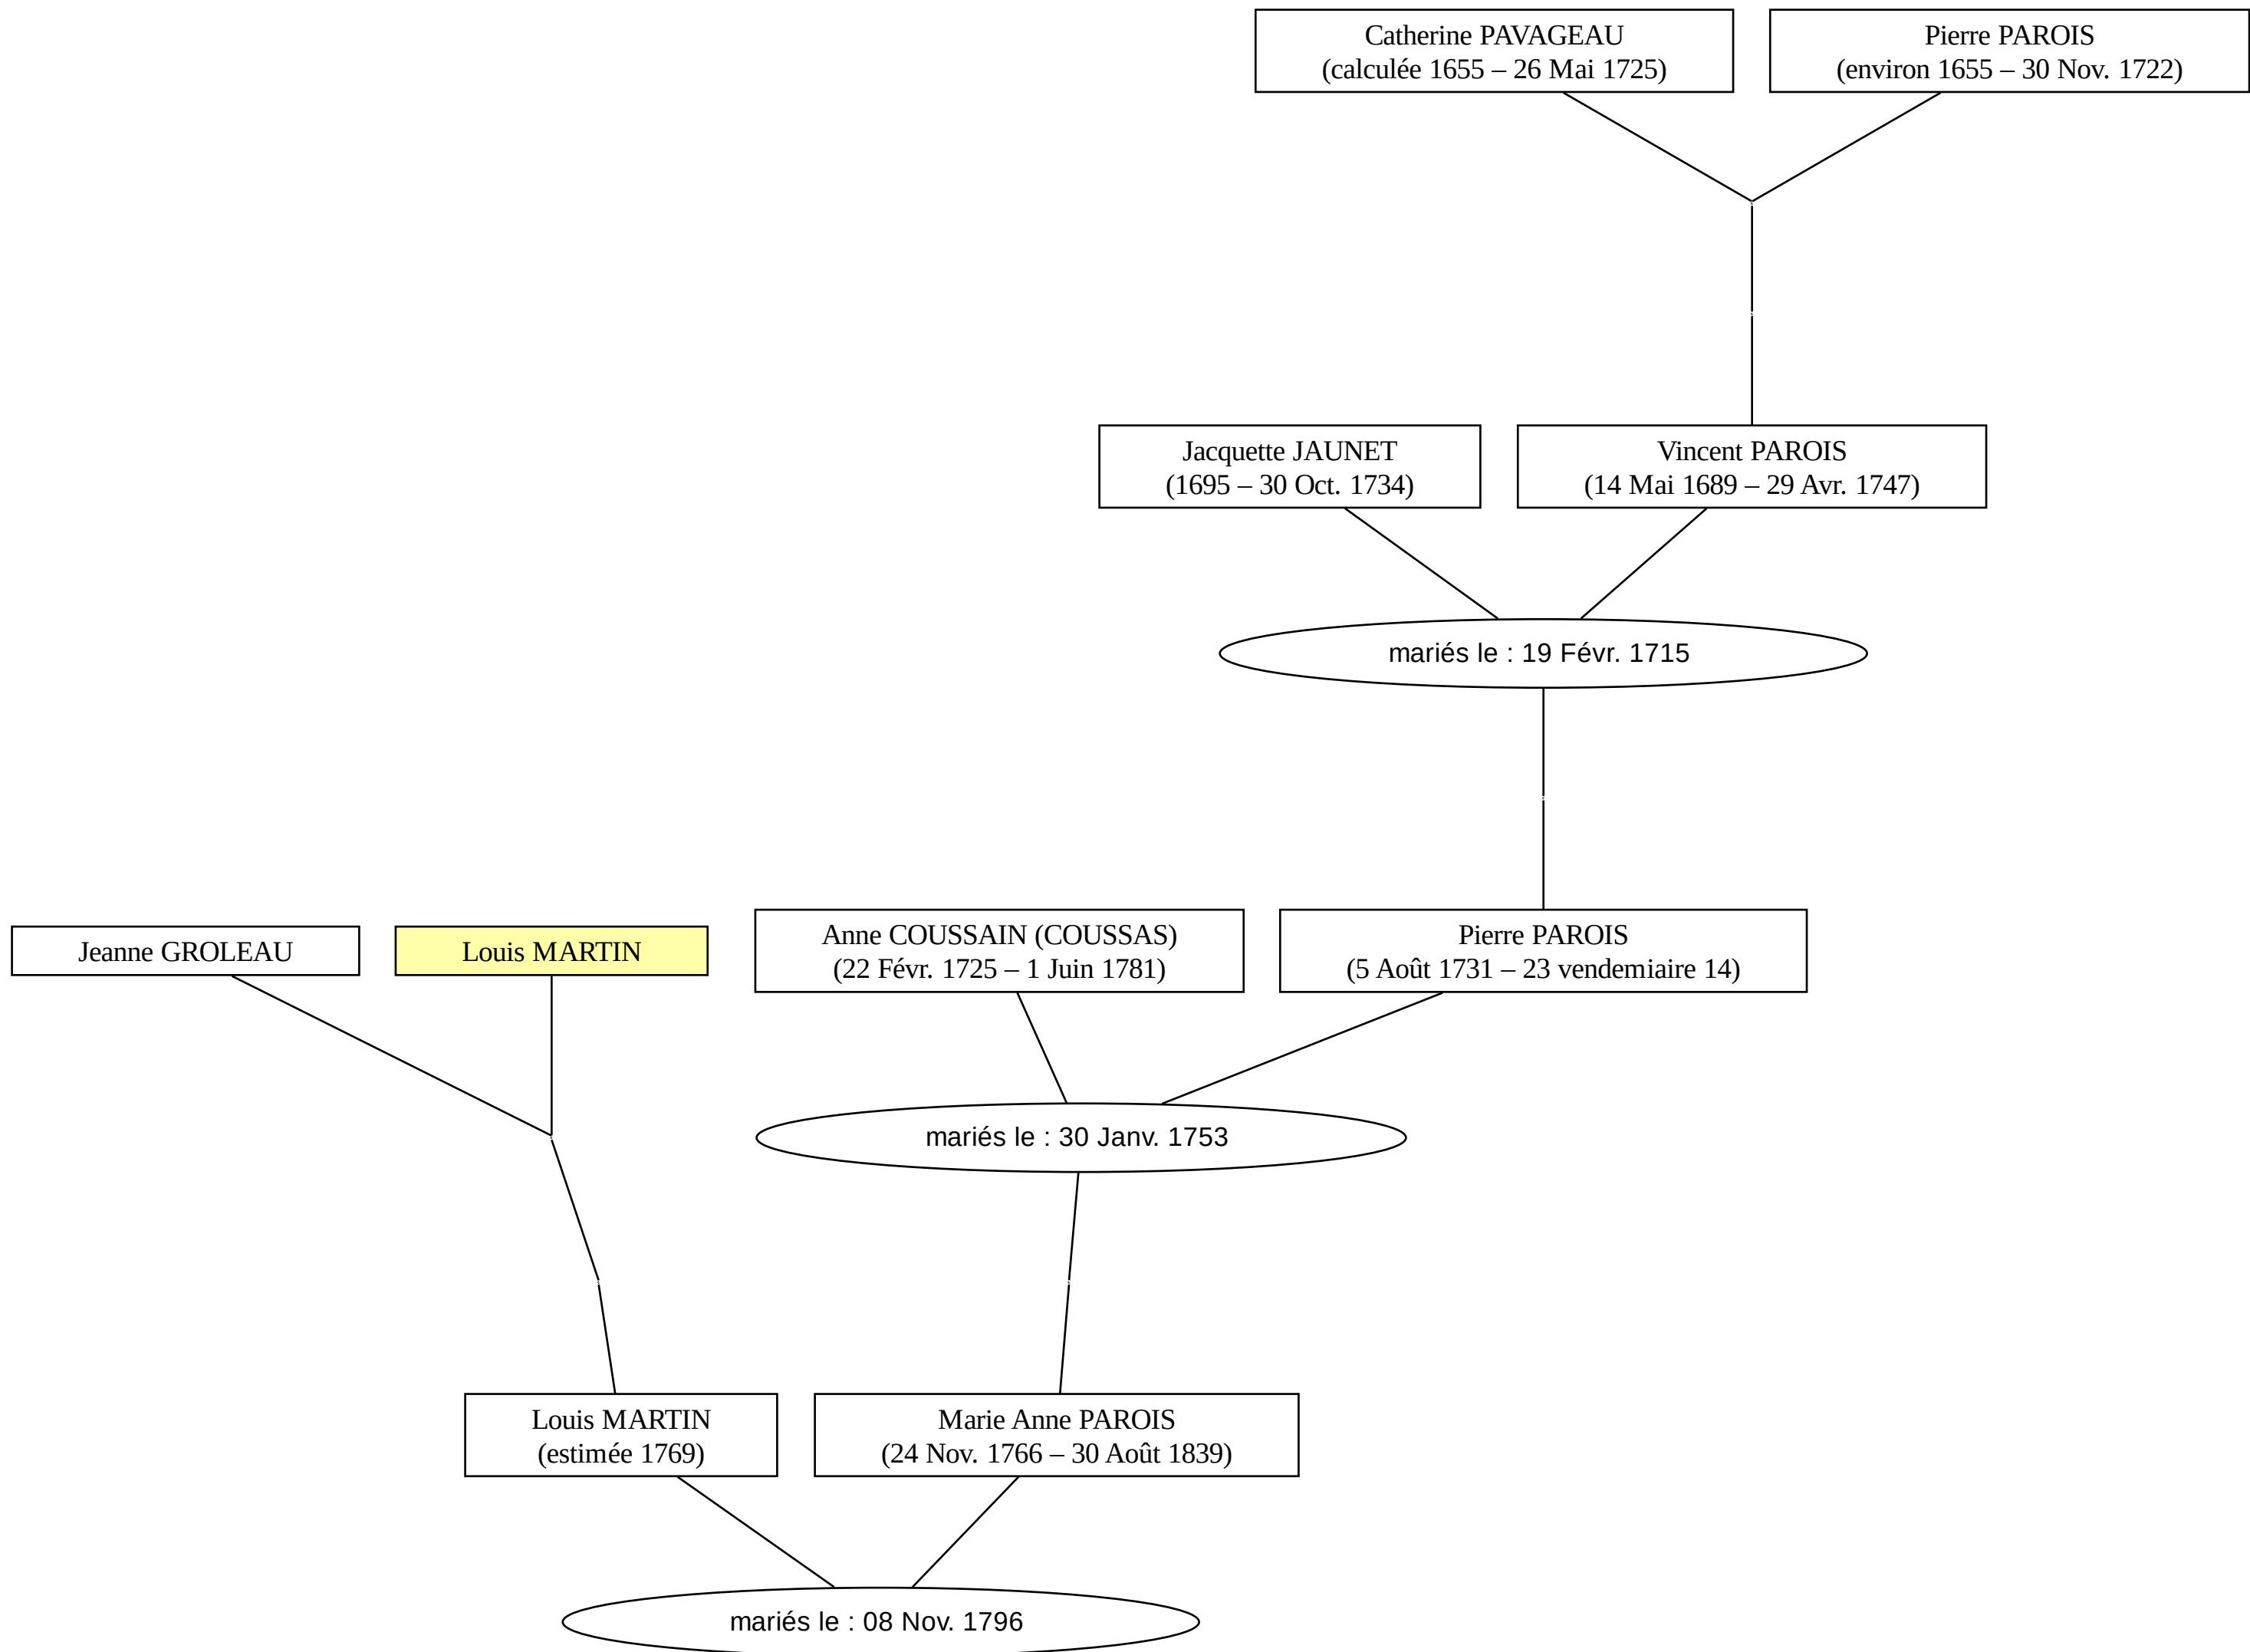 Catherine PAVAGEAU
(calculée 1655 – 26 Mai 1725)
Pierre PAROIS
(environ 1655 – 30 Nov. 1722)
Jacquette JAUNET
(1695 – 30 Oct. 1734)
Vincent PAROIS
(14 Mai 1689 – 29 Avr. 1747)
mariés le : 19 Févr. 1715
Jeanne GROLEAU
Louis MARTIN
Anne COUSSAIN (COUSSAS)
(22 Févr. 1725 – 1 Juin 1781)
Pierre PAROIS
(5 Août 1731 – 23 vendemiaire 14)
mariés le : 30 Janv. 1753
Louis MARTIN
(estimée 1769)
Marie Anne PAROIS
(24 Nov. 1766 – 30 Août 1839)
mariés le : 08 Nov. 1796